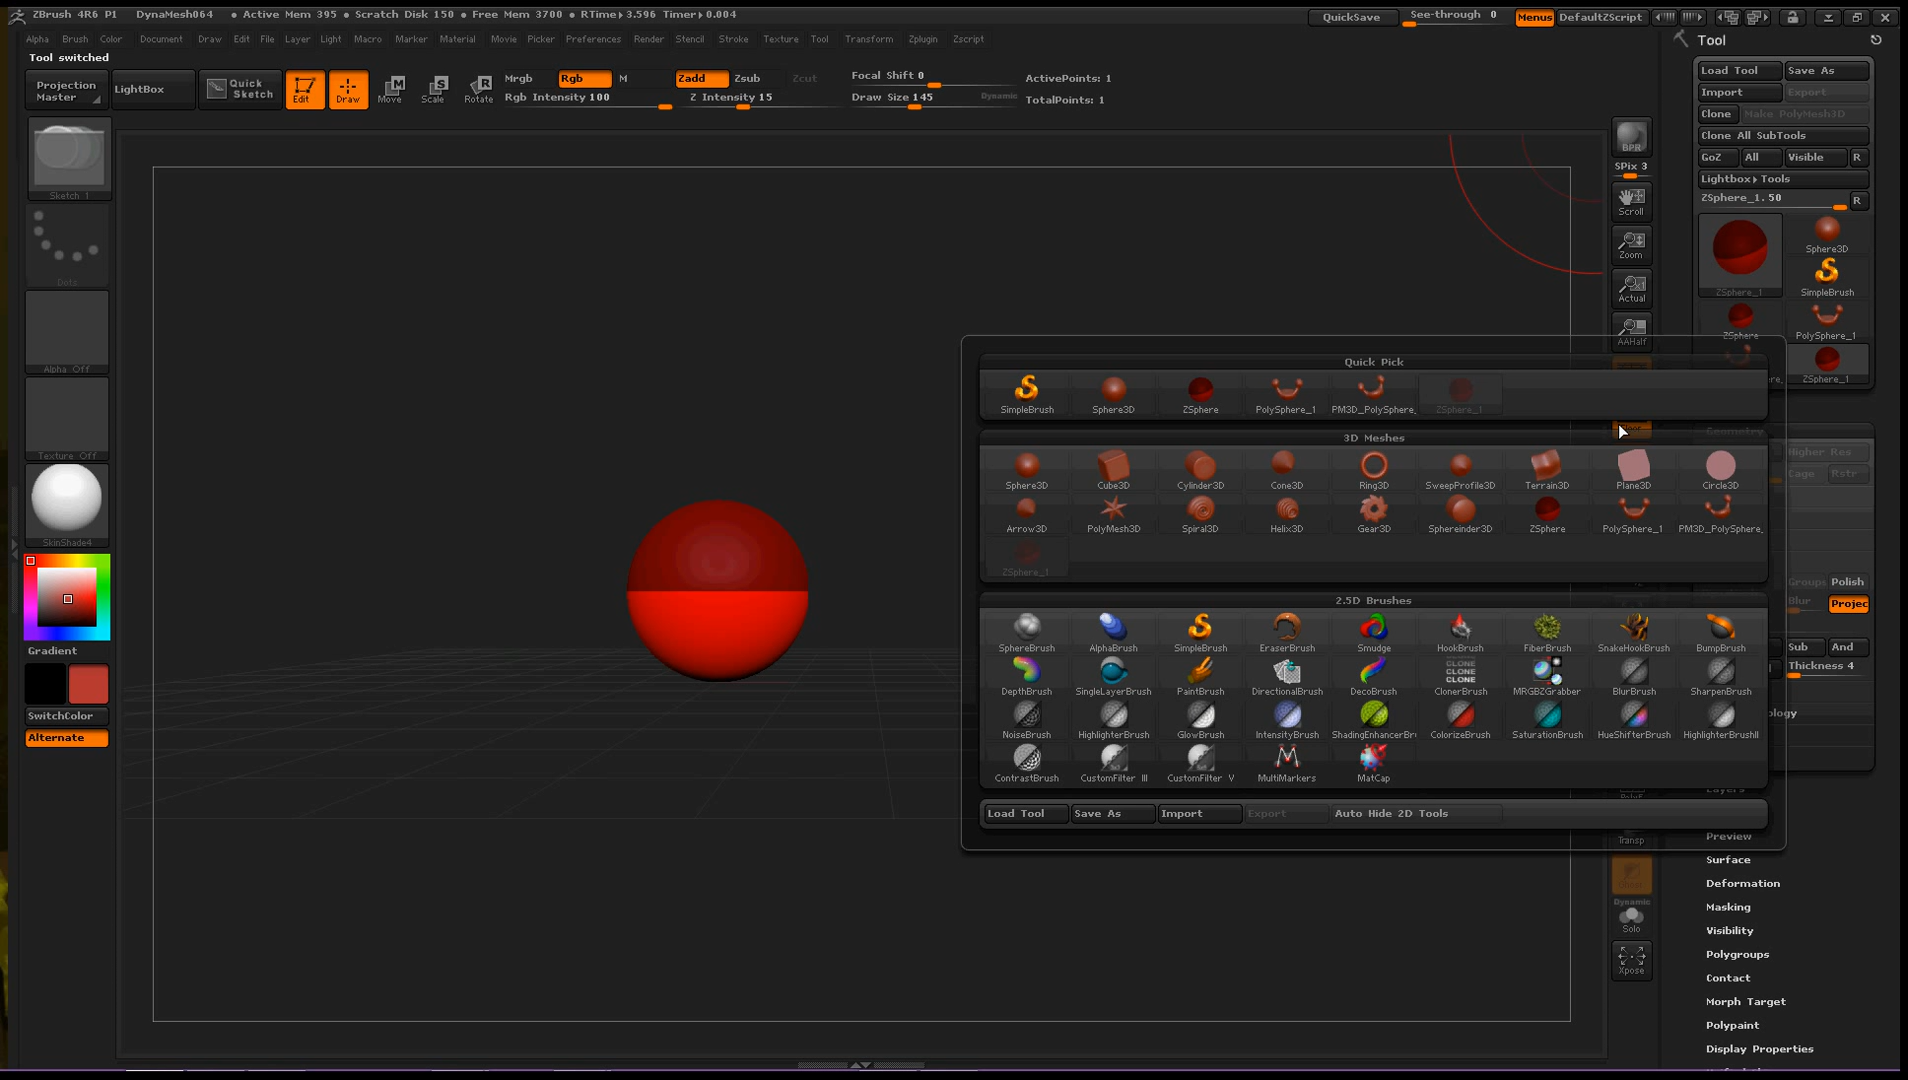 ZBrush 4R6 P1 DynaMesh064 • Active Mem 395 • Scratch Disk 150 • Free Mem 3700 • RTime▸3.596 Timer▸0.004 QuickSave See-through 0 Menus DefaultZScript
Alpha Brush Color Document Draw Edit File Layer Light Macro Marker Material Movie Picker Preferences Render Stencil Stroke Texture Tool Transform Zplugin Zscript
Tool switched
Projection Master
LightBox
Quick Sketch
Edit
Draw
Move
Scale
Rotate
Mrgb Rgb M
Rgb Intensity 100
Zadd Zsub Zcut
Z Intensity 15
Focal Shift 0
Draw Size 145 Dynamic
ActivePoints: 1
TotalPoints: 1
Sketch 1
Dots
Alpha Off
Texture Off
SkinShade4
Gradient
SwitchColor
Alternate
BPR
SPix 3
Scroll
Zoom
Actual
AAHalf
Transp
Dynamic
Solo
Xpose
Tool
Load Tool Save As
Import Export
Clone Make PolyMesh3D
Clone All SubTools
GoZ All Visible R
Lightbox▸Tools
ZSphere_1. 50 R
Sphere3D
ZSphere_1 SimpleBrush
ZSphere PolySphere_1
ZSphere_1
Geometry
Higher Res
Cage Rstr
Groups Polish
Blur Projec
Sub And
Thickness 4
Quick Pick
SimpleBrush Sphere3D ZSphere PolySphere_1 PM3D_PolySphere_ ZSphere_1
3D Meshes
Sphere3D Cube3D Cylinder3D Cone3D Ring3D SweepProfile3D Terrain3D Plane3D Circle3D
Arrow3D PolyMesh3D Spiral3D Helix3D Gear3D Sphereinder3D ZSphere PolySphere_1 PM3D_PolySphere_
ZSphere_1
2.5D Brushes
SphereBrush AlphaBrush SimpleBrush EraserBrush Smudge HookBrush FiberBrush SnakeHookBrush BumpBrush
CLONE
CLONE
CLONE
DepthBrush SingleLayerBrush PaintBrush DirectionalBrush DecoBrush ClonerBrush MRGBZGrabber BlurBrush SharpenBrush
NoiseBrush HighlighterBrush GlowBrush IntensityBrush ShadingEnhancerBr ColorizeBrush SaturationBrush HueShifterBrush HighlighterBrushII
ContrastBrush CustomFilter III CustomFilter V MultiMarkers MatCap
Load Tool Save As Import Export Auto Hide 2D Tools
Preview
Surface
Deformation
Masking
Visibility
Polygroups
Contact
Morph Target
Polypaint
Display Properties